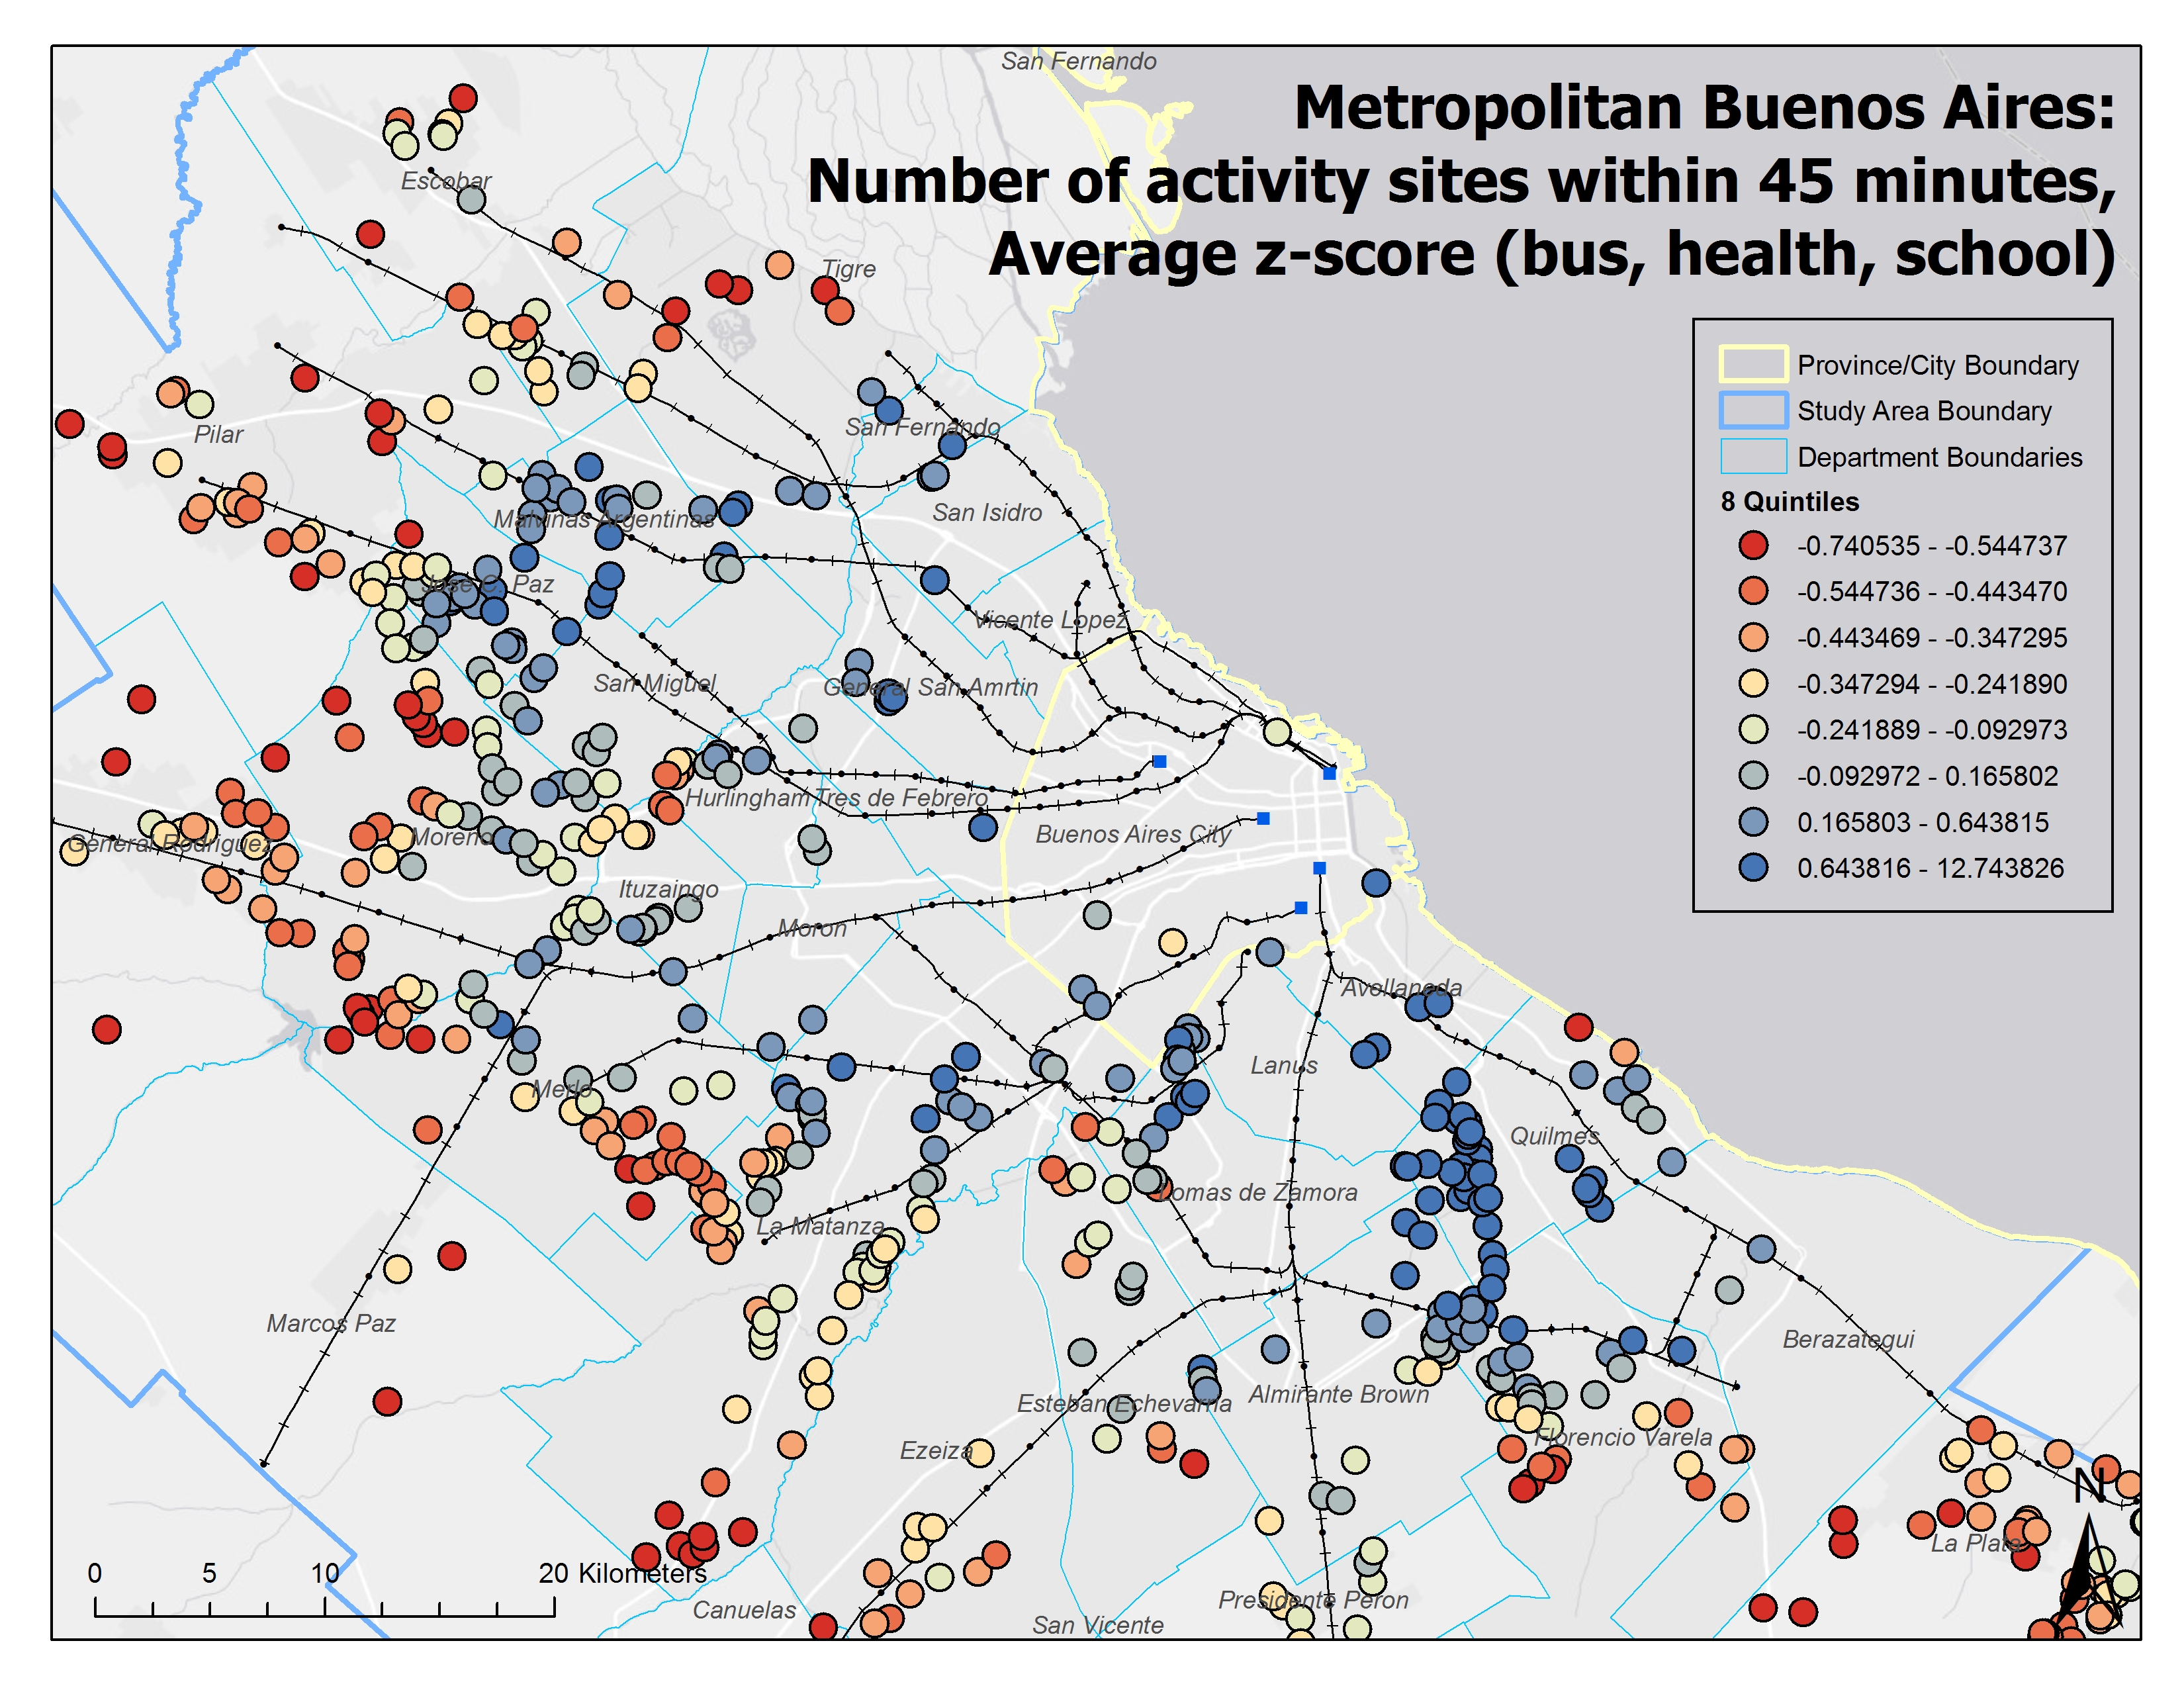 San Fernando
Metropolitan Buenos Aires:
Number of activity sites within 45 minutes,
Average z-score (bus, health, school)
Escobar
Tigre
Province/City Boundary
Study Area Boundary
Department Boundaries
8 Quintiles
-0.740535 - -0.544737
-0.544736 - -0.443470
-0.443469 - -0.347295
-0.347294 - -0.241890
-0.241889 - -0.092973
-0.092972 - 0.165802
0.165803 - 0.643815
0.643816 - 12.743826
Pilar
San Fernando
San Isidro
Malvinas Argentinas
Jose C. Paz
Vicente Lopez
San Miguel
General San Amrtin
Hurlingham
Tres de Febrero
Buenos Aires City
General Rodriguez
Moreno
Ituzaingo
Moron
Avellaneda
Lanus
Merlo
Quilmes
Lomas de Zamora
La Matanza
Marcos Paz
Berazategui
Esteban Echevarria
Almirante Brown
Ezeiza
Florencio Varela
La Plata
N
0 5 10 20 Kilometers
Canuelas
San Vicente
Presidente Peron